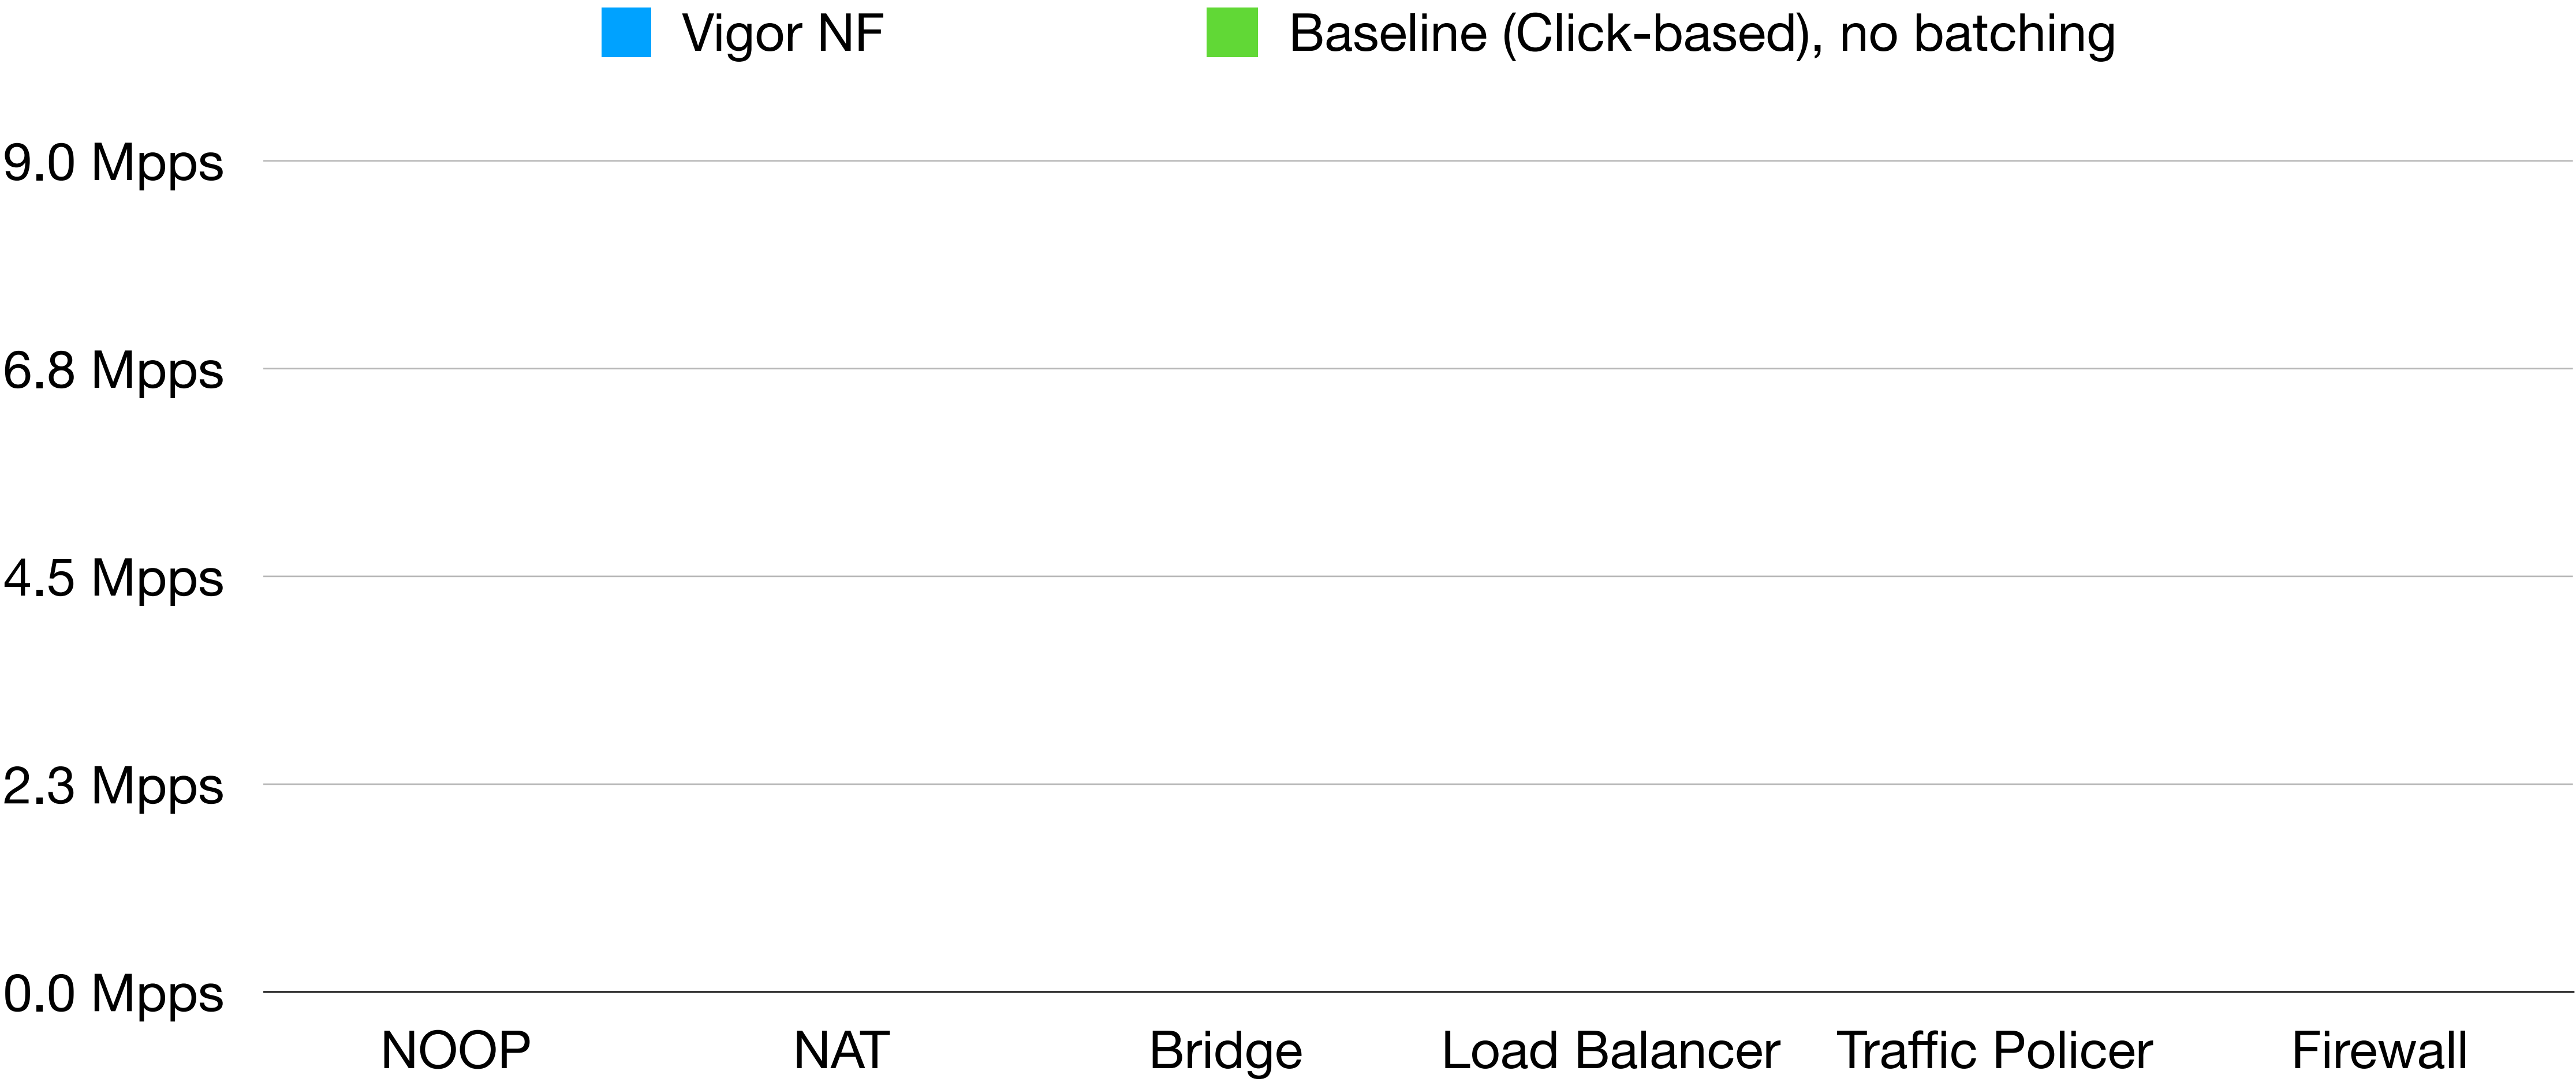 Vigor NF
Baseline (Click-based), no batching
9.0 Mpps
6.8 Mpps
4.5 Mpps
2.3 Mpps
0.0 Mpps
NOOP NAT Bridge Load Balancer Traffic Policer Firewall